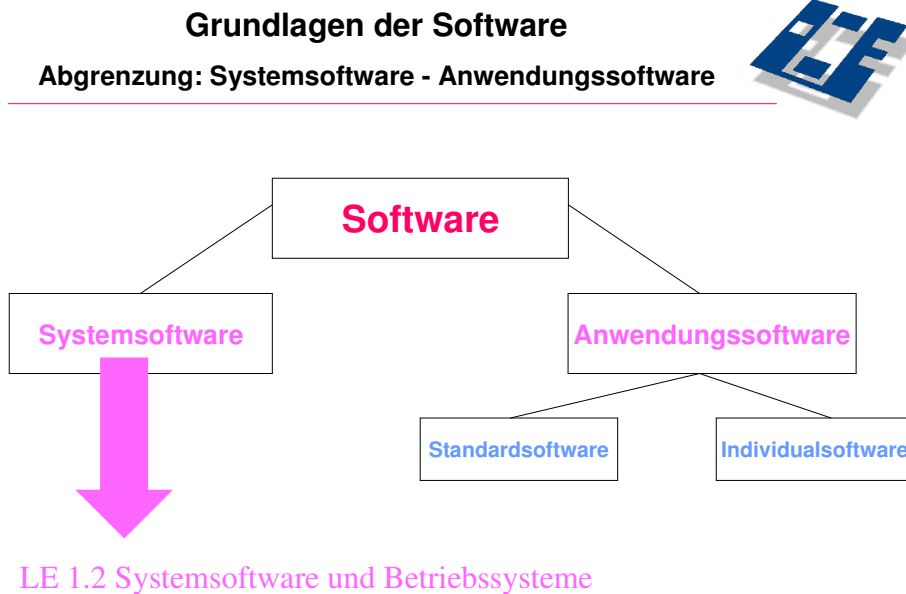 Grundlagen der Software
Abgrenzung: Systemsoftware - Anwendungssoftware
Software
Systemsoftware
Anwendungssoftware
Standardsoftware
Individualsoftware
LE 1.2 Systemsoftware und Betriebssysteme